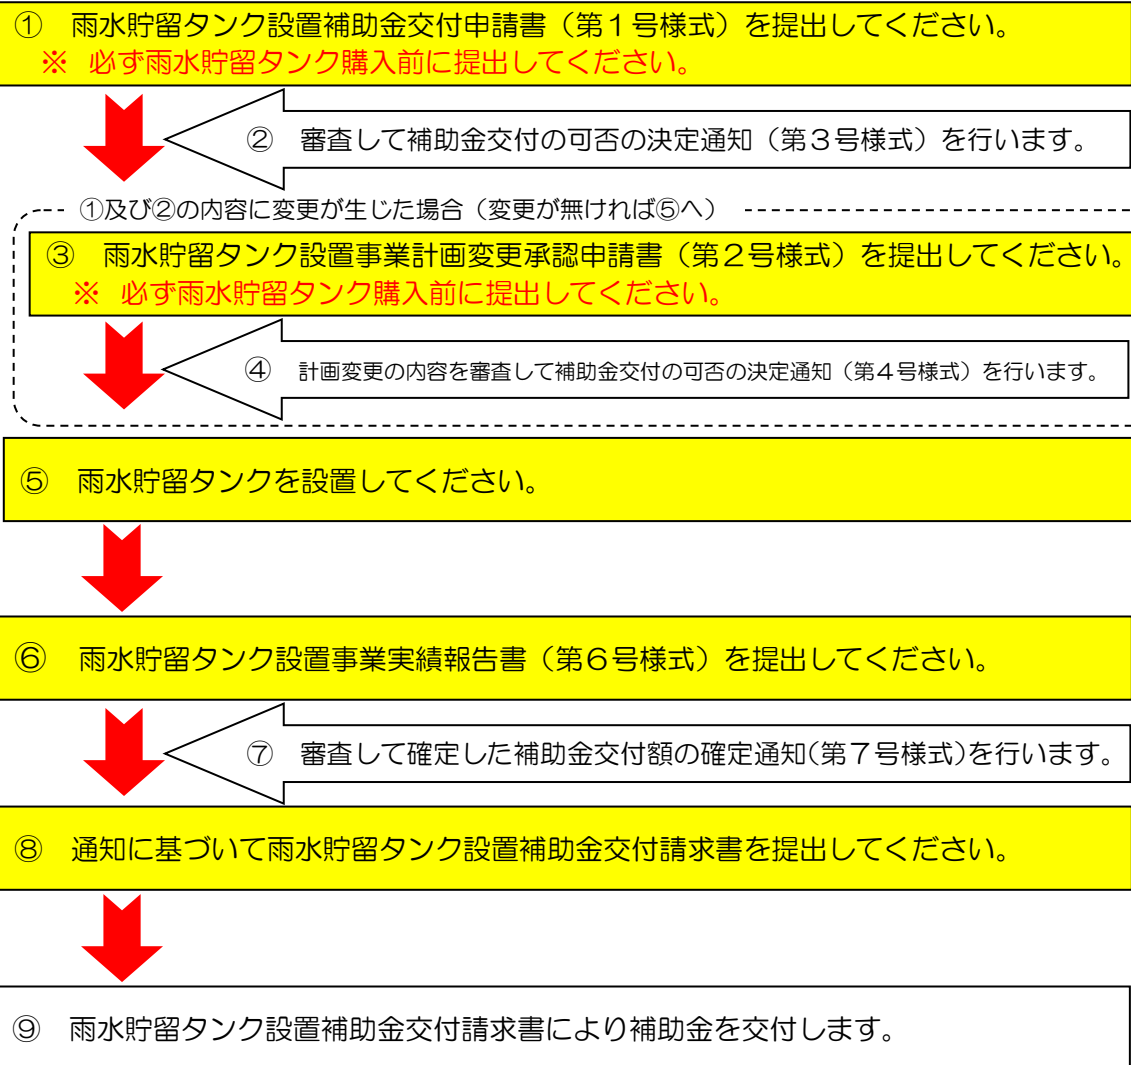 ① 雨水貯留タンク設置補助金交付申請書（第１号様式）を提出してください。
※ 必ず雨水貯留タンク購入前に提出してください。
② 審査して補助金交付の可否の決定通知（第３号様式）を行います。
①及び②の内容に変更が生じた場合（変更が無ければ⑤へ）
③ 雨水貯留タンク設置事業計画変更承認申請書（第２号様式）を提出してください。
※ 必ず雨水貯留タンク購入前に提出してください。
④ 計画変更の内容を審査して補助金交付の可否の決定通知（第４号様式）を行います。
⑤ 雨水貯留タンクを設置してください。
⑥ 雨水貯留タンク設置事業実績報告書（第６号様式）を提出してください。
⑦ 審査して確定した補助金交付額の確定通知(第７号様式)を行います。
⑧ 通知に基づいて雨水貯留タンク設置補助金交付請求書を提出してください。
⑨ 雨水貯留タンク設置補助金交付請求書により補助金を交付します。